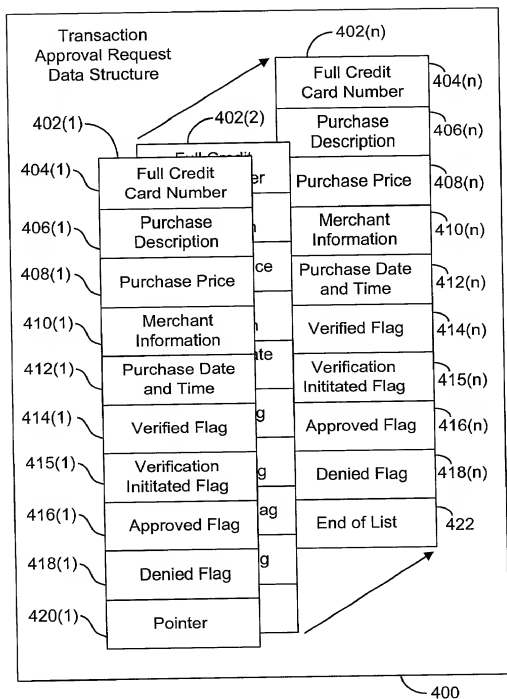 Transaction
Approval Request
Data Structure
402(n)
Full Credit
Card Number
404(n)
Purchase
Description
406(n)
Purchase Price
408(n)
Merchant
Information
410(n)
Purchase Date
and Time
412(n)
Verified Flag
414(n)
Verification
Inititated Flag
415(n)
Approved Flag
416(n)
Denied Flag
418(n)
End of List
422
402(2)
402(1)
Full Credit
Card Number
404(1)
Purchase
Description
406(1)
Purchase Price
408(1)
Merchant
Information
410(1)
Purchase Date
and Time
412(1)
Verified Flag
414(1)
Verification
Inititated Flag
415(1)
Approved Flag
416(1)
Denied Flag
418(1)
Pointer
420(1)
400